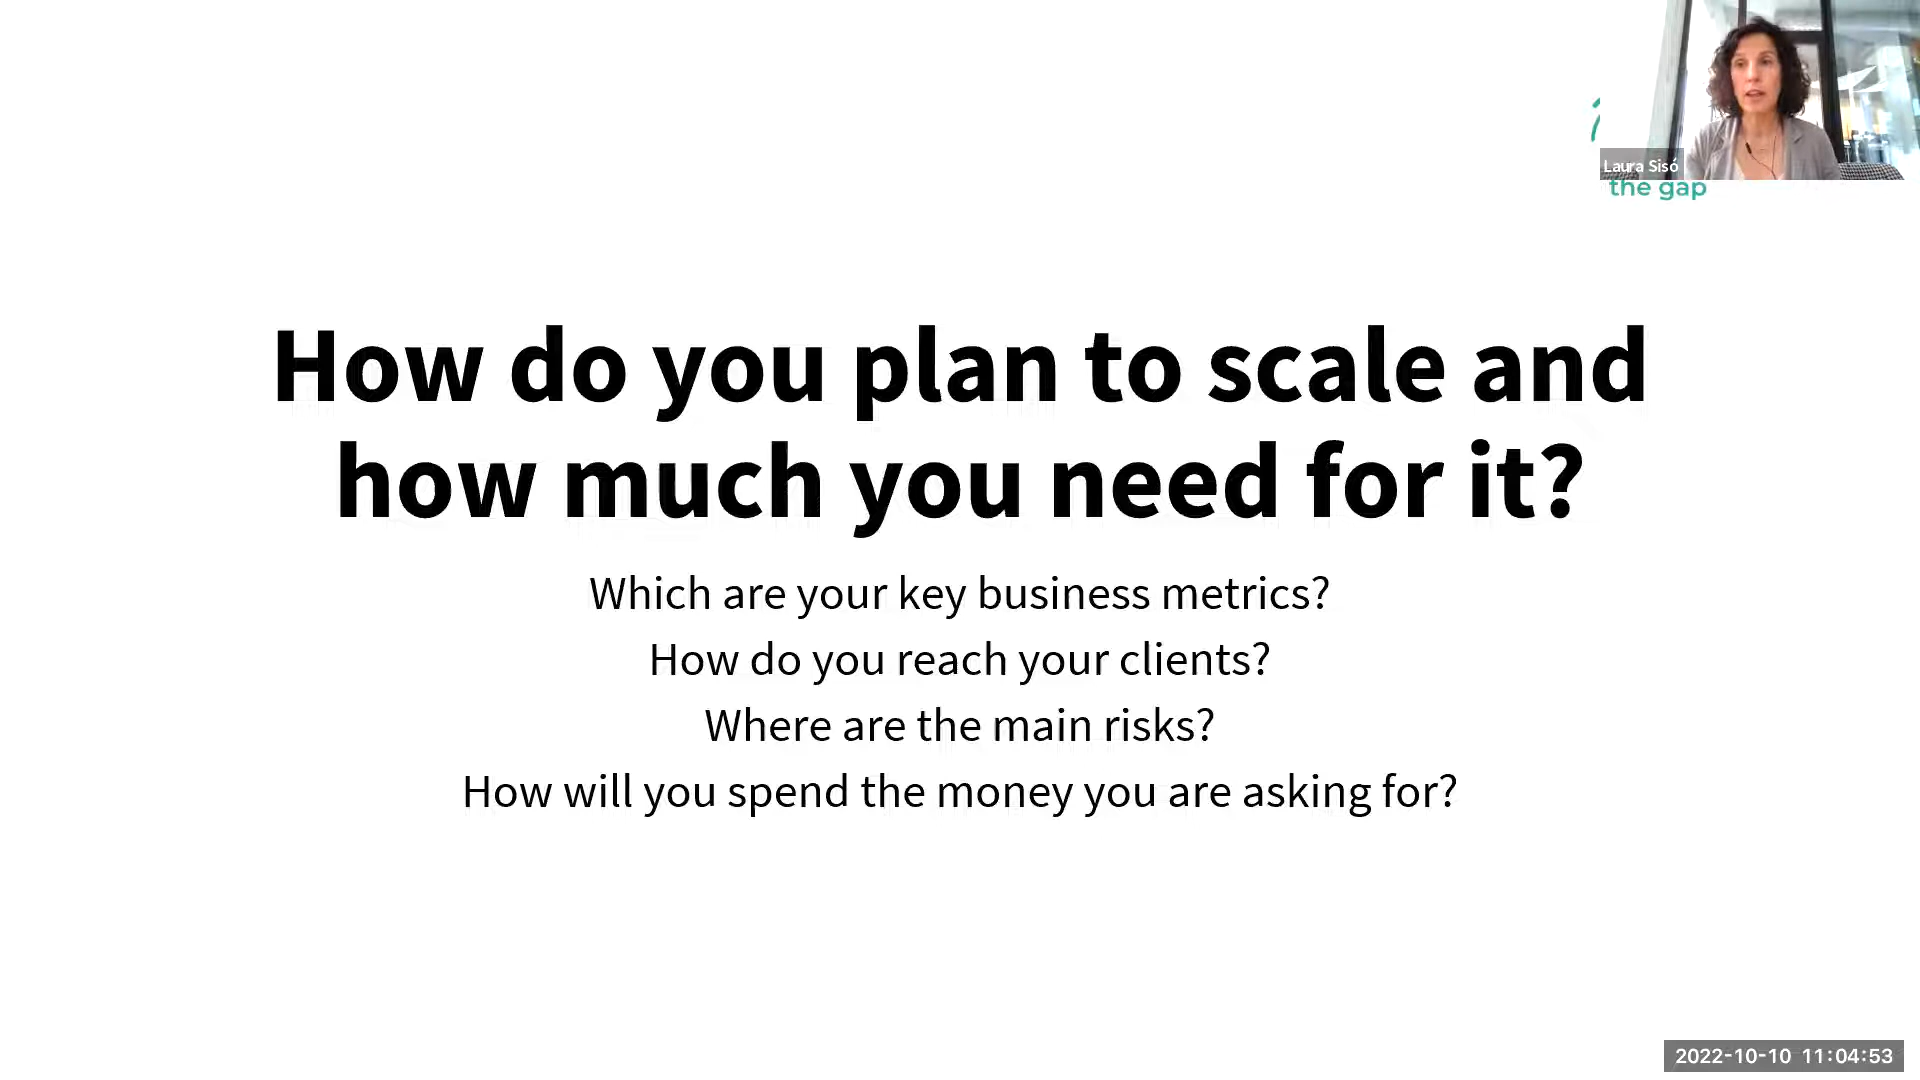 Laura Sisó
the gap
How do you plan to scale and
how much you need for it?
Which are your key business metrics?
How do you reach your clients?
Where are the main risks?
How will you spend the money you are asking for?
2022-10-10 11:04:53